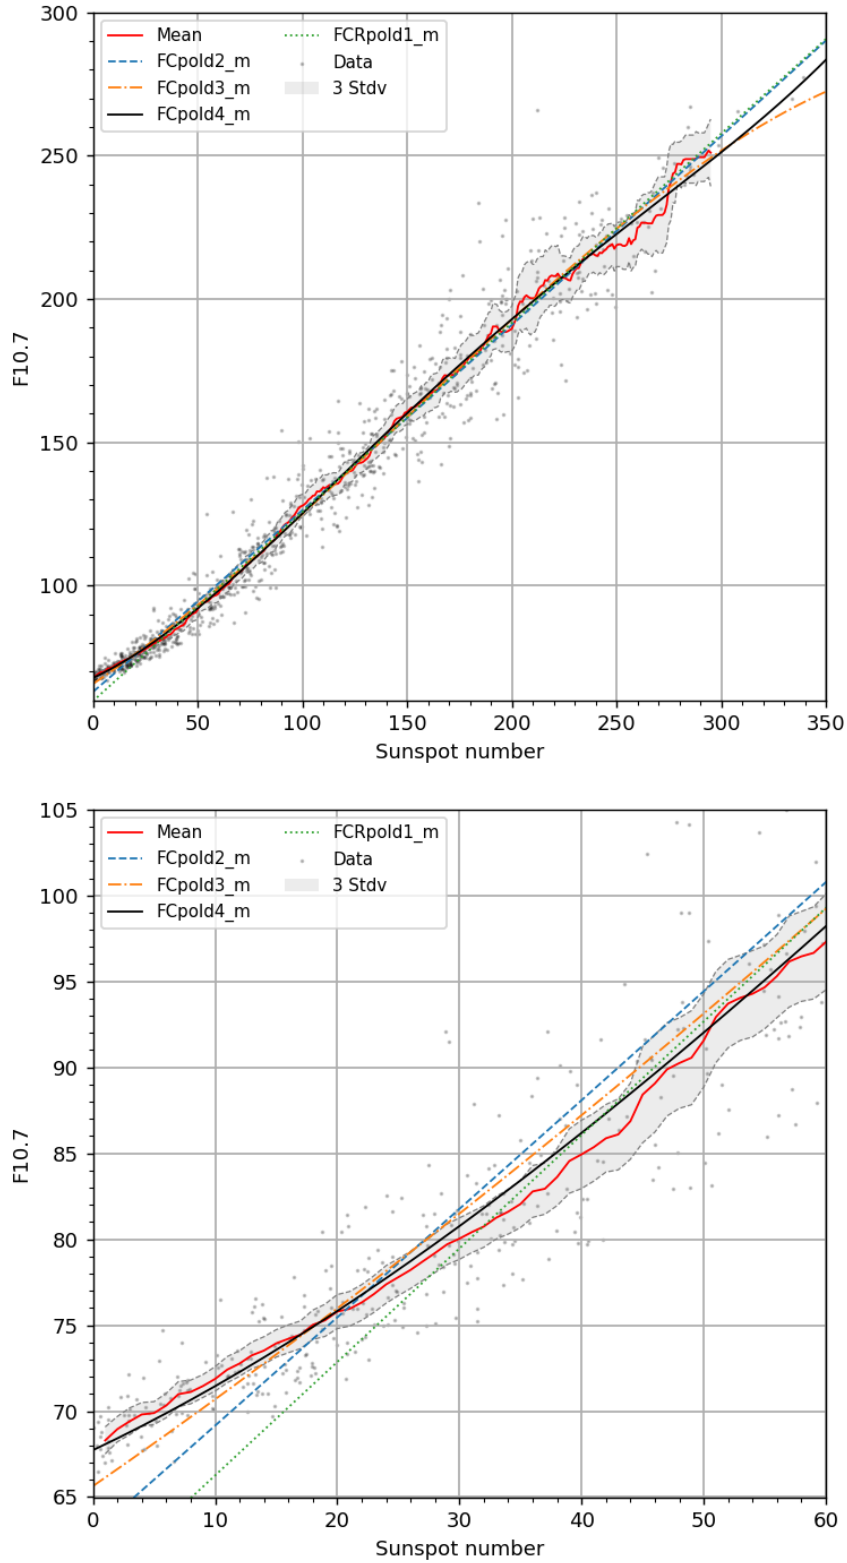 300
250
200
150
100
F10.7
Mean
FCpold2_m
FCpold3_m
FCpold4_m
FCRpold1_m
Data
3 Stdv
0 50 100 150 200 250 300 350
Sunspot number
105
100
95
90
85
80
75
70
65
F10.7
Mean
FCpold2_m
FCpold3_m
FCpold4_m
FCRpold1_m
Data
3 Stdv
0 10 20 30 40 50 60
Sunspot number